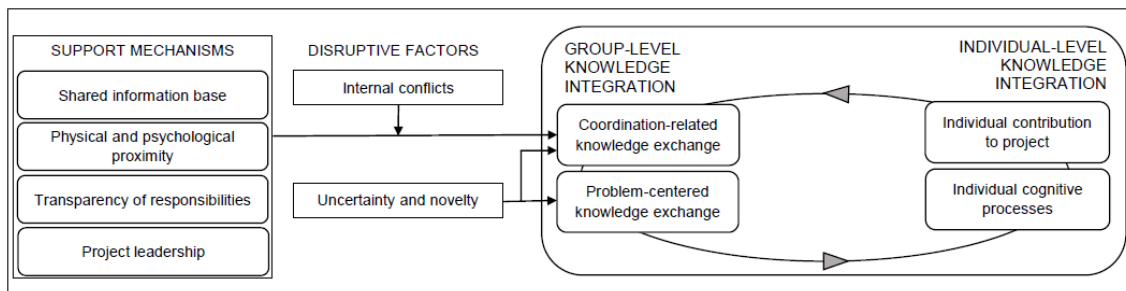 SUPPORT MECHANISMS
Shared information base
Physical and psychological
proximity
Transparency of responsibilities
Project leadership
DISRUPTIVE FACTORS
Internal conflicts
Uncertainty and novelty
GROUP-LEVEL
KNOWLEDGE
INTEGRATION
Coordination-related
knowledge exchange
Problem-centered
knowledge exchange
INDIVIDUAL-LEVEL
KNOWLEDGE
INTEGRATION
Individual contribution
to project
Individual cognitive
processes